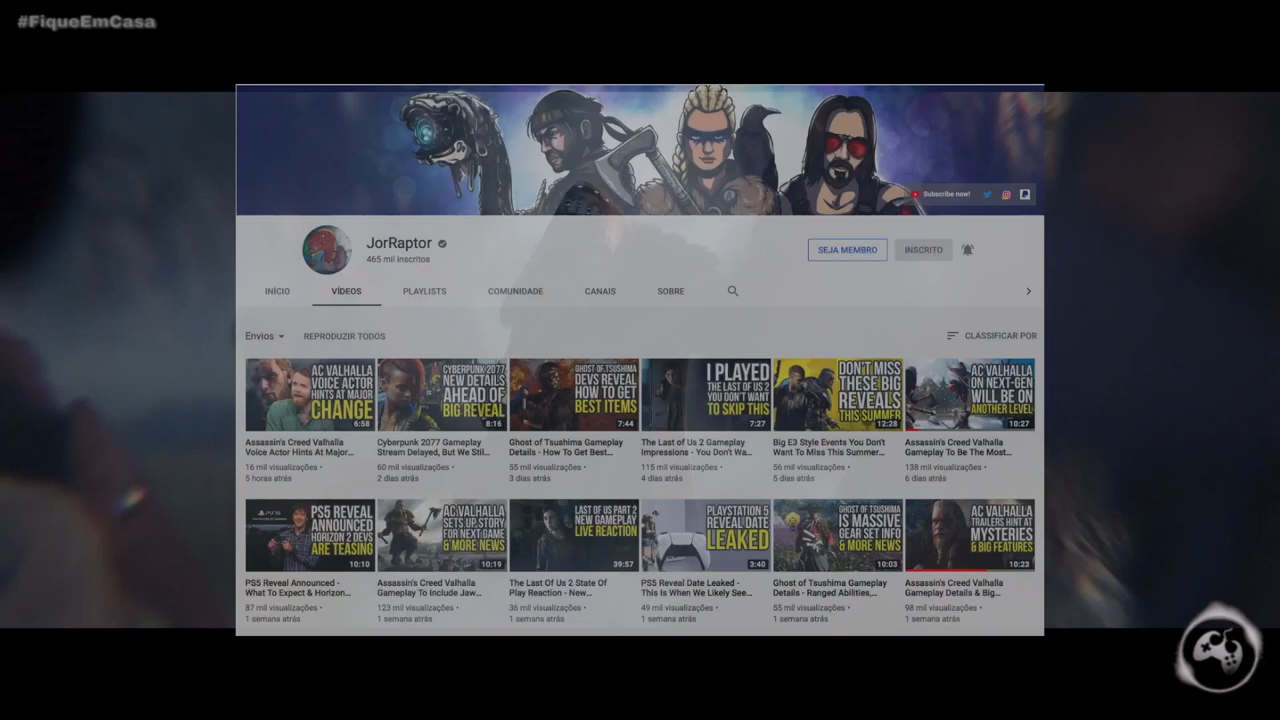 #FiqueEmCasa
Subscribe now!
JorRaptor
465 mil inscritos
SEJA MEMBRO
INSCRITO
INÍCIO
VÍDEOS
PLAYLISTS
COMUNIDADE
CANAIS
SOBRE
Envios
REPRODUZIR TODOS
CLASSIFICAR POR
AC VALHALLA
VOICE ACTOR
HINTS AT MAJOR
CHANGE
6:58
Assassin's Creed Valhalla
Voice Actor Hints At Major...
16 mil visualizações •
5 horas atrás
CYBERPUNK 2077
NEW DETAILS
AHEAD OF
BIG REVEAL
8:16
Cyberpunk 2077 Gameplay
Stream Delayed, But We Stil...
60 mil visualizações •
2 dias atrás
GHOST OF TSUSHIMA
DEVS REVEAL
HOW TO GET
BEST ITEMS
7:44
Ghost of Tsushima Gameplay
Details - How To Get Best...
55 mil visualizações •
3 dias atrás
I PLAYED
THE LAST OF US 2
YOU DON'T WANT
TO SKIP THIS
7:27
The Last of Us 2 Gameplay
Impressions - You Don't Wa...
115 mil visualizações •
4 dias atrás
DON'T MISS
THESE BIG
REVEALS
THIS SUMMER
12:28
Big E3 Style Events You Don't
Want To Miss This Summer...
56 mil visualizações •
5 dias atrás
AC VALHALLA
ON NEXT-GEN
WILL BE ON
ANOTHER LEVEL
10:27
Assassin's Creed Valhalla
Gameplay To Be The Most...
138 mil visualizações •
6 dias atrás
PS5
PS5 REVEAL
ANNOUNCED
HORIZON 2 DEVS
ARE TEASING
10:10
PS5 Reveal Announced -
What To Expect & Horizon...
87 mil visualizações •
1 semana atrás
AC VALHALLA
SETS UP STORY
FOR NEXT GAME
& MORE NEWS
10:19
Assassin's Creed Valhalla
Gameplay To Include Jaw...
123 mil visualizações •
1 semana atrás
LAST OF US PART 2
NEW GAMEPLAY
LIVE REACTION
39:57
The Last Of Us 2 State Of
Play Reaction - New...
36 mil visualizações •
1 semana atrás
PLAYSTATION 5
REVEAL DATE
LEAKED
3:40
PS5 Reveal Date Leaked -
This Is When We Likely See...
49 mil visualizações •
1 semana atrás
GHOST OF TSUSHIMA
IS MASSIVE
GEAR SET INFO
& MORE NEWS
10:03
Ghost of Tsushima Gameplay
Details - Ranged Abilities,...
55 mil visualizações •
1 semana atrás
AC VALHALLA
TRAILERS HINT AT
MYSTERIES
& BIG FEATURES
10:23
Assassin's Creed Valhalla
Gameplay Details & Big...
98 mil visualizações •
1 semana atrás